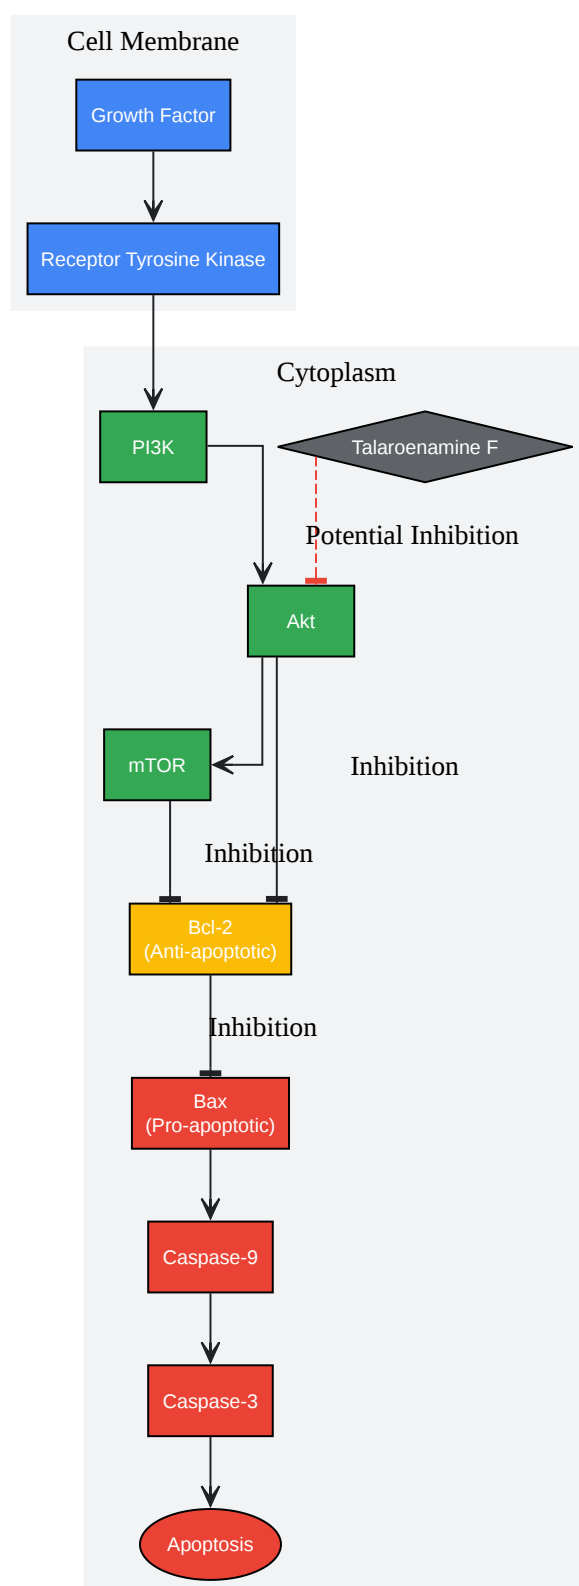 Cell Membrane
Growth Factor
Receptor Tyrosine Kinase
Cytoplasm
PI3K
Talaroenamine F
Potential Inhibition
Akt
mTOR
Inhibition
Inhibition
Bcl-2
(Anti-apoptotic)
Inhibition
Bax
(Pro-apoptotic)
Caspase-9
Caspase-3
Apoptosis